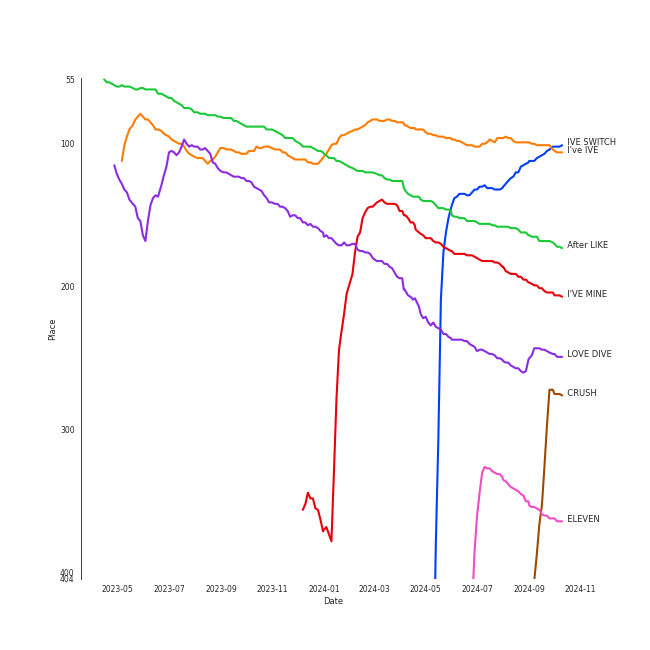 55
100
200
300
400
404
Place
2023-05
2023-07
2023-09
2023-11
2024-01
2024-03
2024-05
2024-07
2024-09
2024-11
Date
IVE SWITCH
I've IVE
After LIKE
I'VE MINE
LOVE DIVE
CRUSH
ELEVEN